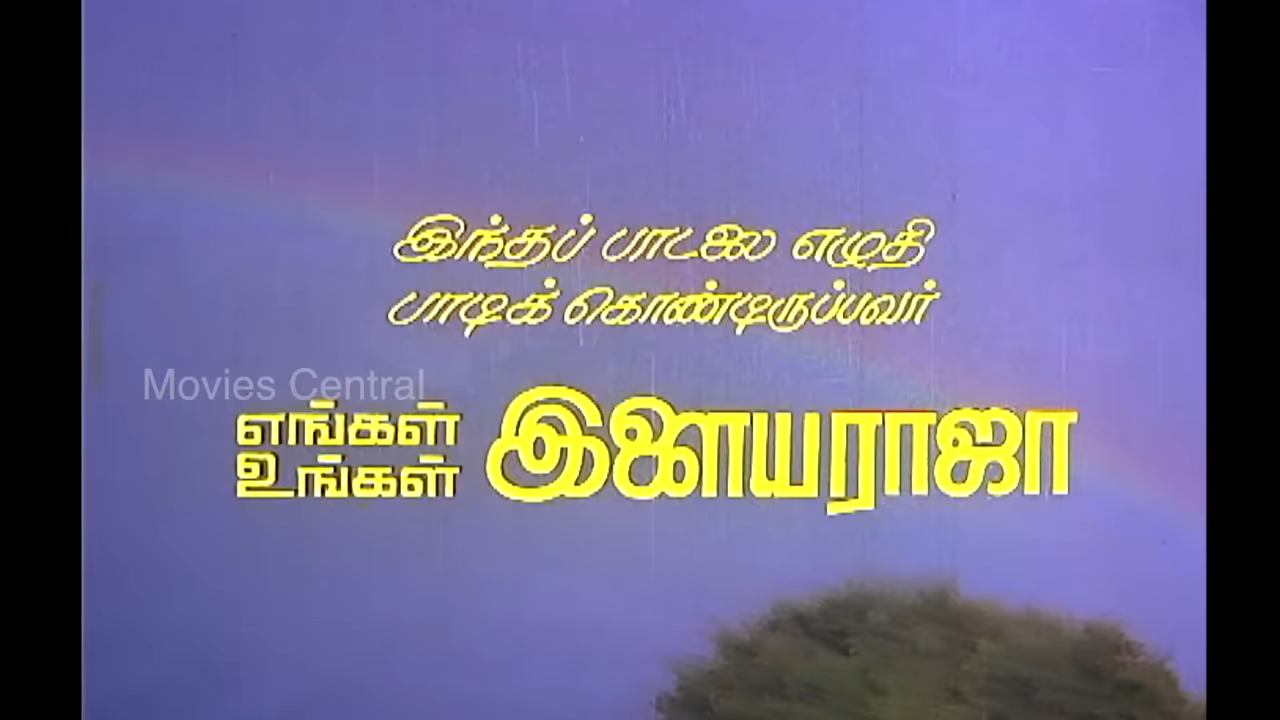 இந்தப் பாடலை எழுதி
பாடிக் கொண்டிருப்பவர்
Movies Central
எங்கள்
உங்கள்
இளையராஜா